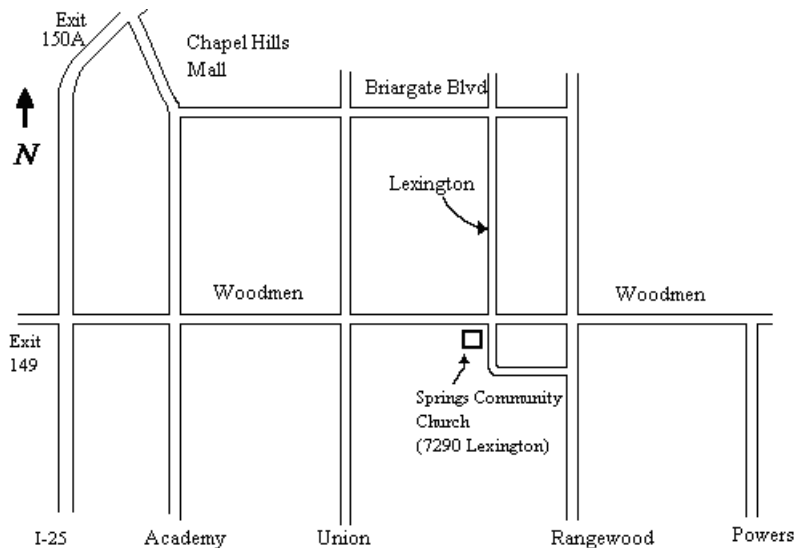 Exit
150A
Chapel Hills
Mall
Briargate Blvd
N
Lexington
Woodmen
Woodmen
Exit
149
Springs Community
Church
(7290 Lexington)
I-25
Academy
Union
Rangewood
Powers